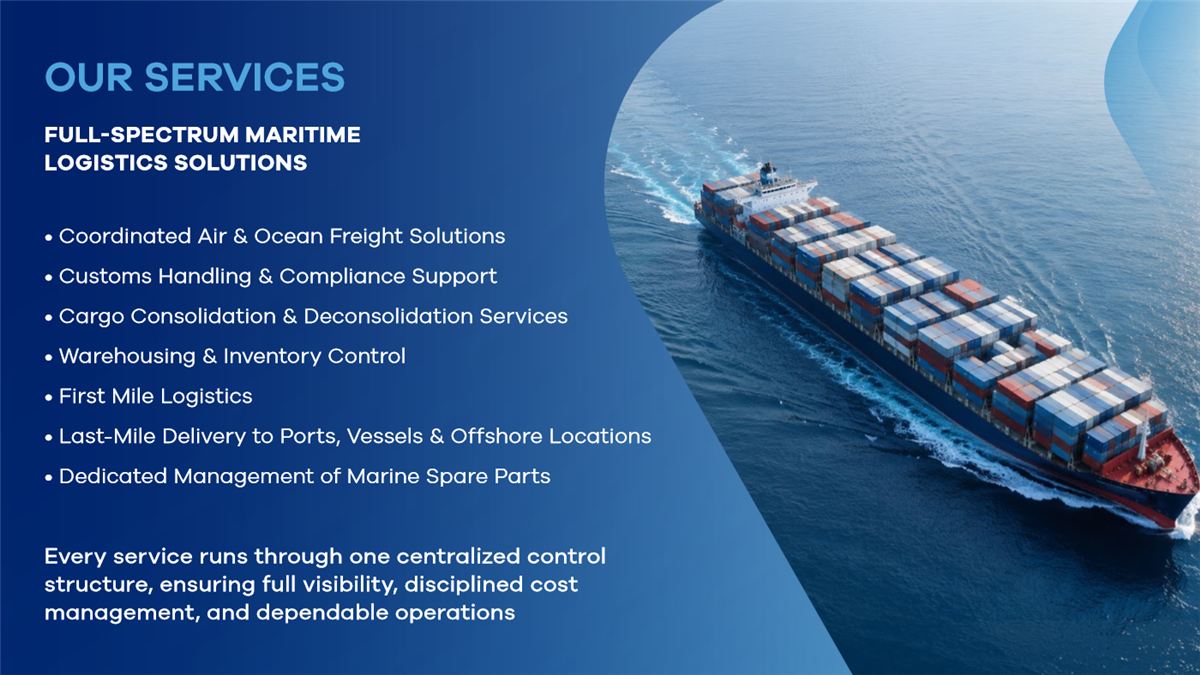 OUR SERVICES
FULL-SPECTRUM MARITIME
LOGISTICS SOLUTIONS
• Coordinated Air & Ocean Freight Solutions
• Customs Handling & Compliance Support
• Cargo Consolidation & Deconsolidation Services
• Warehousing & Inventory Control
• First Mile Logistics
• Last-Mile Delivery to Ports, Vessels & Offshore Locations
• Dedicated Management of Marine Spare Parts
Every service runs through one centralized control
structure, ensuring full visibility, disciplined cost
management, and dependable operations